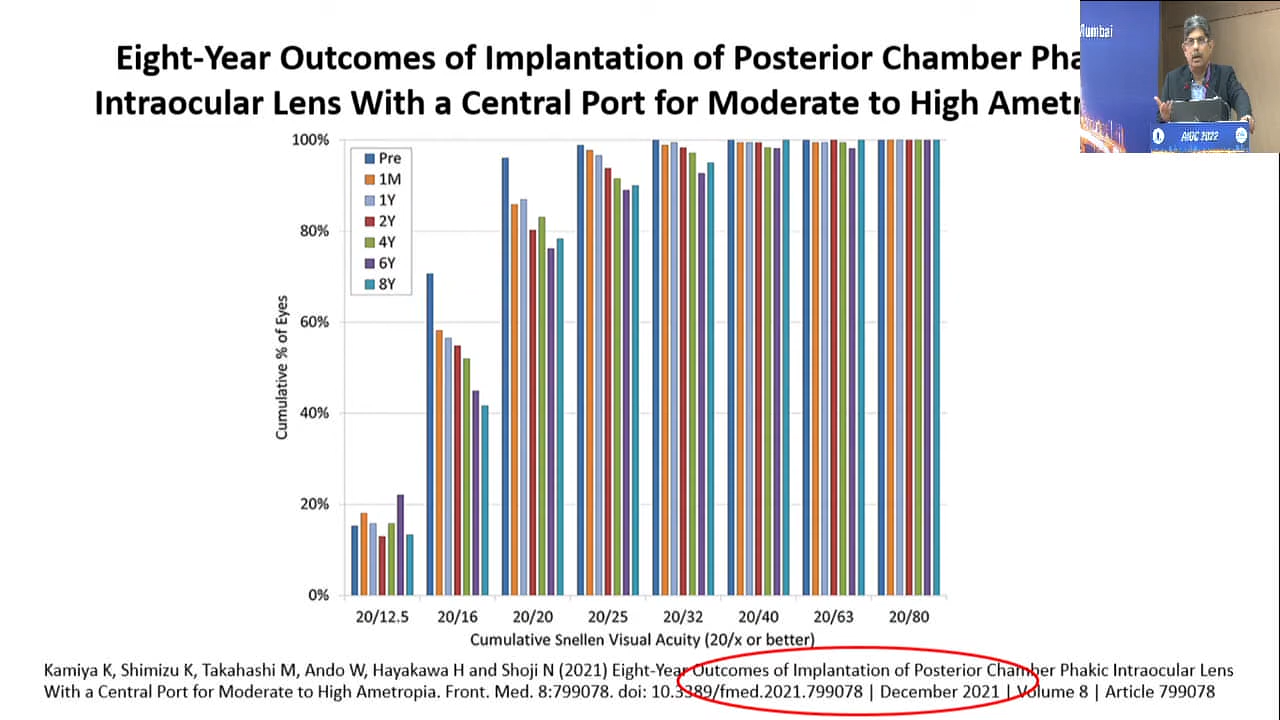 Eight-Year Outcomes of Implantation of Posterior Chamber Pha
Intraocular Lens With a Central Port for Moderate to High Amet
Mumbai
AIOC 2022
100%
80%
60%
40%
20%
0%
Cumulative % of Eyes
Pre
1M
1Y
2Y
4Y
6Y
8Y
20/12.5 20/16 20/20 20/25 20/32 20/40 20/63 20/80
Cumulative Snellen Visual Acuity (20/x or better)
Kamiya K, Shimizu K, Takahashi M, Ando W, Hayakawa H and Shoji N (2021) Eight-Year Outcomes of Implantation of Posterior Chamber Phakic Intraocular Lens
With a Central Port for Moderate to High Ametropia. Front. Med. 8:799078. doi: 10.3389/fmed.2021.799078 | December 2021 | Volume 8 | Article 799078